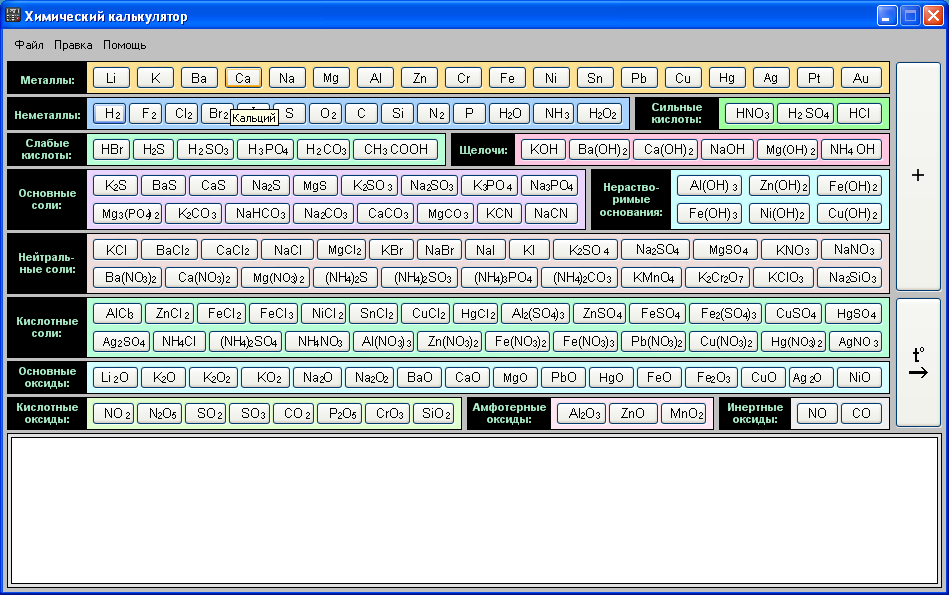 Химический калькулятор
Файл Правка Помощь
Металлы: Li K Ba Ca Na Mg Al Zn Cr Fe Ni Sn Pb Cu Hg Ag Pt Au
Неметаллы: H₂ F₂ Cl₂ Br₂ S O₂ C Si N₂ P H₂O NH₃ H₂O₂
Кальций
Сильные
кислоты: HNO₃ H₂SO₄ HCl
Слабые
кислоты: HBr H₂S H₂SO₃ H₃PO₄ H₂CO₃ CH₃COOH
Щелочи: KOH Ba(OH)₂ Ca(OH)₂ NaOH Mg(OH)₂ NH₄OH
Основные
соли:
K₂S BaS CaS Na₂S MgS K₂SO₃ Na₂SO₃ K₃PO₄ Na₃PO₄
Mg₃(PO₄)₂ K₂CO₃ NaHCO₃ Na₂CO₃ CaCO₃ MgCO₃ KCN NaCN
Нераство-
римые
основания:
Al(OH)₃ Zn(OH)₂ Fe(OH)₂
Fe(OH)₃ Ni(OH)₂ Cu(OH)₂
Нейтраль-
ные соли:
KCl BaCl₂ CaCl₂ NaCl MgCl₂ KBr NaBr NaI KI K₂SO₄ Na₂SO₄ MgSO₄ KNO₃ NaNO₃
Ba(NO₃)₂ Ca(NO₃)₂ Mg(NO₃)₂ (NH₄)₂S (NH₄)₂SO₃ (NH₄)₃PO₄ (NH₄)₂CO₃ KMnO₄ K₂Cr₂O₇ KClO₃ Na₂SiO₃
Кислотные
соли:
AlCl₃ ZnCl₂ FeCl₂ FeCl₃ NiCl₂ SnCl₂ CuCl₂ HgCl₂ Al₂(SO₄)₃ ZnSO₄ FeSO₄ Fe₂(SO₄)₃ CuSO₄ HgSO₄
Ag₂SO₄ NH₄Cl (NH₄)₂SO₄ NH₄NO₃ Al(NO₃)₃ Zn(NO₃)₂ Fe(NO₃)₂ Fe(NO₃)₃ Pb(NO₃)₂ Cu(NO₃)₂ Hg(NO₃)₂ AgNO₃
Основные
оксиды: Li₂O K₂O K₂O₂ KO₂ Na₂O Na₂O₂ BaO CaO MgO PbO HgO FeO Fe₂O₃ CuO Ag₂O NiO
Кислотные
оксиды: NO₂ N₂O₅ SO₂ SO₃ CO₂ P₂O₅ CrO₃ SiO₂
Амфотерные
оксиды: Al₂O₃ ZnO MnO₂
Инертные
оксиды: NO CO
+
t°
→